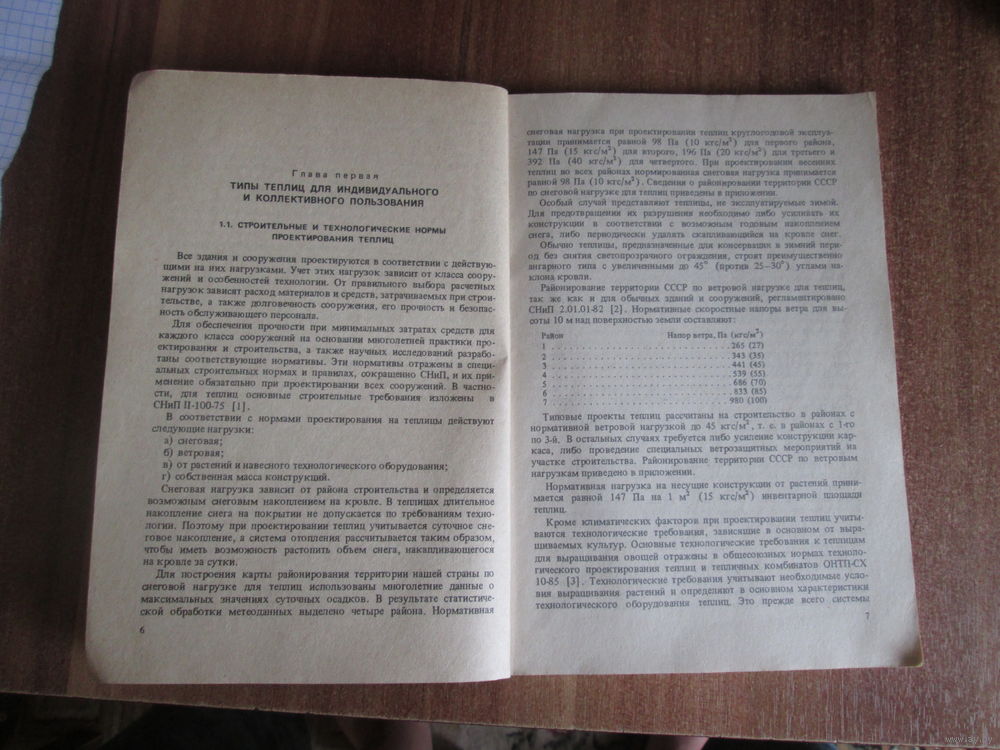 Глава первая
ТИПЫ ТЕПЛИЦ ДЛЯ ИНДИВИДУАЛЬНОГО
И КОЛЛЕКТИВНОГО ПОЛЬЗОВАНИЯ
1.1. СТРОИТЕЛЬНЫЕ И ТЕХНОЛОГИЧЕСКИЕ НОРМЫ
ПРОЕКТИРОВАНИЯ ТЕПЛИЦ
Все здания и сооружения проектируются в соответствии с действую-
щими на них нагрузками. Учет этих нагрузок зависит от класса соору-
жений и особенностей технологии. От правильного выбора расчетных
нагрузок зависят расход материалов и средств, затрачиваемых при строи-
тельстве, а также долговечность сооружения, его прочность и безопас-
ность обслуживающего персонала.
Для обеспечения прочности при минимальных затратах средств для
каждого класса сооружений на основании многолетней практики про-
ектирования и строительства, а также научных исследований разрабо-
таны соответствующие нормативы. Эти нормативы отражены в специ-
альных строительных нормах и правилах, сокращенно СНиП, и их при-
менение обязательно при проектировании всех сооружений. В частно-
сти, для теплиц основные строительные требования изложены в
СНиП II-100-75 [1].
В соответствии с нормами проектирования на теплицы действуют
следующие нагрузки:
а) снеговая;
б) ветровая;
в) от растений и навесного технологического оборудования;
г) собственная масса конструкций.
Снеговая нагрузка зависит от района строительства и определяется
возможным снеговым накоплением на кровле. В теплицах длительное
накопление снега на покрытии не допускается по требованиям техно-
логии. Поэтому при проектировании теплиц учитывается суточное сне-
говое накопление, а система отопления рассчитывается таким образом,
чтобы иметь возможность растопить объем снега, накапливающегося
на кровле за сутки.
Для построения карты районирования территории нашей страны по
снеговой нагрузке для теплиц использованы многолетние данные о
максимальных значениях суточных осадков. В результате статистиче-
ской обработки метеоданных выделено четыре района. Нормативная
6
снеговая нагрузка при проектирования теплиц круглогодовой эксплуа-
тации принимается равной 98 Па (10 кгс/м²) для первого района,
147 Па (15 кгс/м²) для второго, 196 Па (20 кгс/м²) для третьего и
392 Па (40 кгс/м²) для четвертого. При проектировании весенних
теплиц во всех районах нормированная снеговая нагрузка принимается
равной 98 Па (10 кгс/м²). Сведения о районировании территории СССР
по снеговой нагрузке для теплиц приведены в приложении.
Особый случай представляют теплицы, не эксплуатируемые зимой.
Для предотвращения их разрушения необходимо либо усиливать их
конструкции в соответствии с возможным годовым накоплением
снега, либо периодически удалять скапливающийся на кровле снег.
Обычно теплицы, предназначенные для консервации в зимний пери-
од без снятия светопрозрачного ограждения, строят преимущественно
ангарного типа с увеличенными до 45° (против 25—30°) углами на-
клона кровли.
Районирование территории СССР по ветровой нагрузке для теплиц,
так же как и для обычных зданий и сооружений, регламентировано
СНиП 2.01.01-82 [2]. Нормативные скоростные напоры ветра для вы-
соты 10 м над поверхностью земли составляют:
Район Напор ветра, Па (кгс/м²)
1 . . . . . . . . . . . . . . . . . . . . 265 (27)
2 . . . . . . . . . . . . . . . . . . . . 343 (35)
3 . . . . . . . . . . . . . . . . . . . . 441 (45)
4 . . . . . . . . . . . . . . . . . . . . 539 (55)
5 . . . . . . . . . . . . . . . . . . . . 686 (70)
6 . . . . . . . . . . . . . . . . . . . . 833 (85)
7 . . . . . . . . . . . . . . . . . . . . 980 (100)
Типовые проекты теплиц рассчитаны на строительство в районах с
нормативной ветровой нагрузкой до 45 кгс/м², т. е. в районах с 1-го
по 3-й. В остальных случаях требуется либо усиление конструкции кар-
каса, либо проведение специальных ветрозащитных мероприятий на
участке строительства. Районирование территории СССР по ветровым
нагрузкам приведено в приложении.
Нормативная нагрузка на несущие конструкции от растений прини-
мается равной 147 Па на 1 м² (15 кгс/м²) инвентарной площади
теплиц.
Кроме климатических факторов при проектировании теплиц учиты-
ваются технологические требования, зависящие в основном от выра-
щиваемых культур. Основные технологические требования к теплицам
для выращивания овощей отражены в общесоюзных нормах техноло-
гического проектирования теплиц и тепличных комбинатов ОНТП-СХ
10-85 [3]. Технологические требования учитывают необходимые усло-
вия выращивания растений и определяют в основном характеристики
технологического оборудования теплиц. Это прежде всего системы
7
www.ay.by